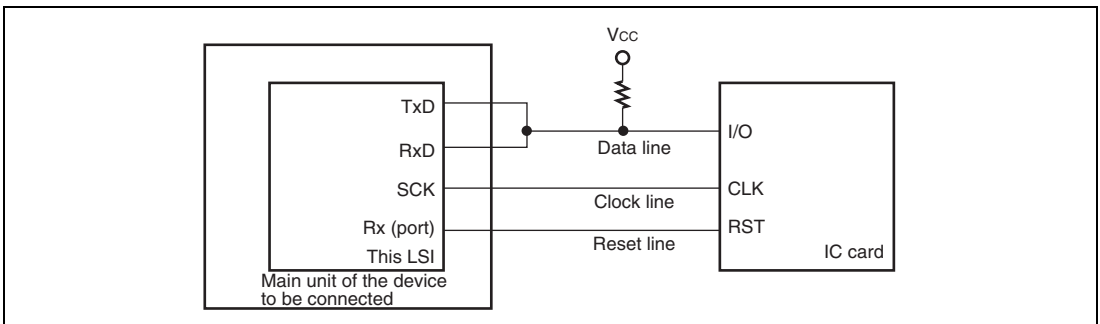 Vcc
TxD
I/O
RxD
Data line
SCK
CLK
Clock line
Rx (port)
RST
Reset line
This LSI
IC card
Main unit of the device
to be connected